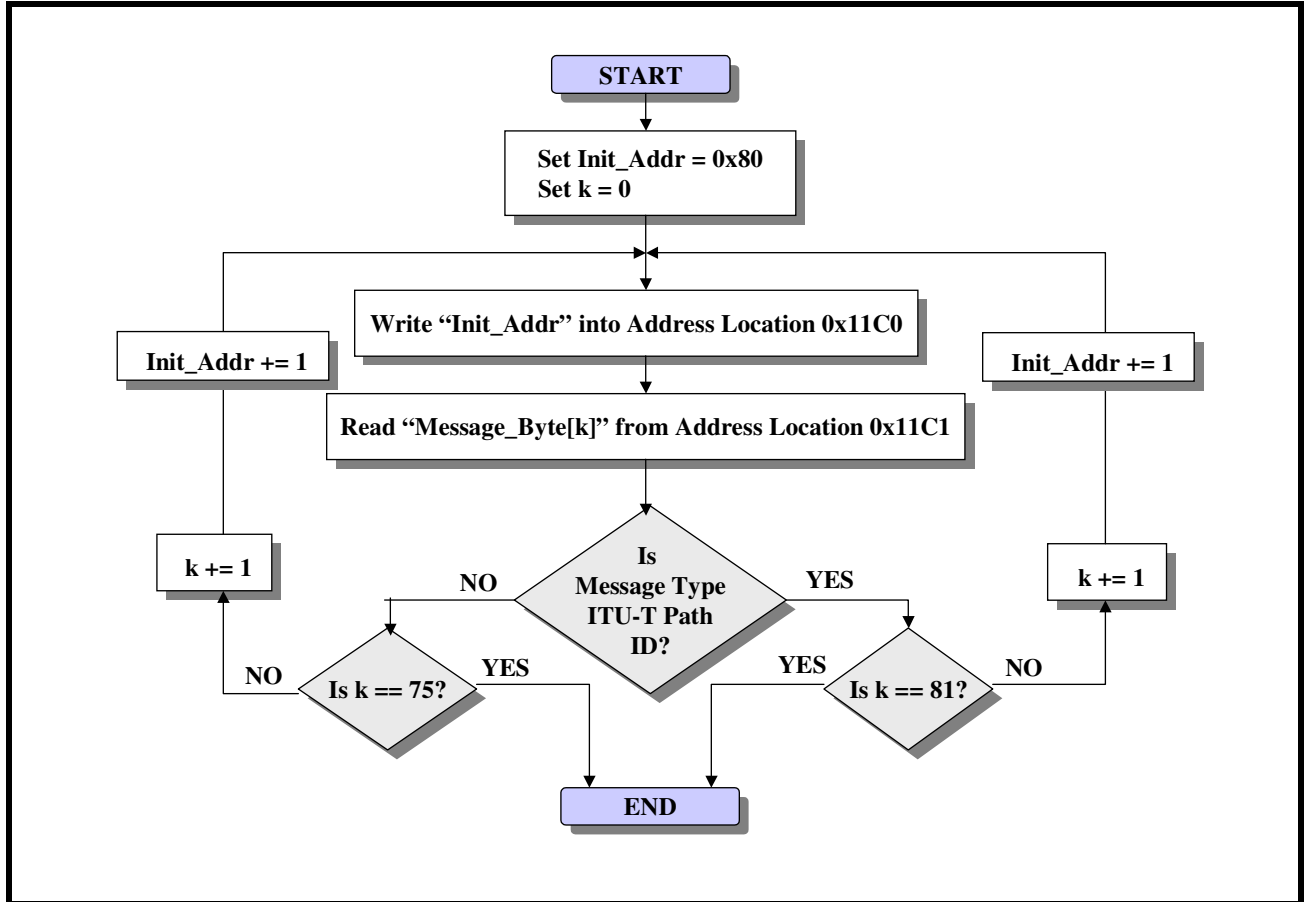 START
Set Init_Addr = 0x80
Set k = 0
Write “Init_Addr” into Address Location 0x11C0
Init_Addr += 1
Init_Addr += 1
Read “Message_Byte[k]” from Address Location 0x11C1
Is
Message Type
ITU-T Path
ID?
NO
YES
k += 1
k += 1
NO
Is k == 75?
YES
YES
Is k == 81?
NO
END